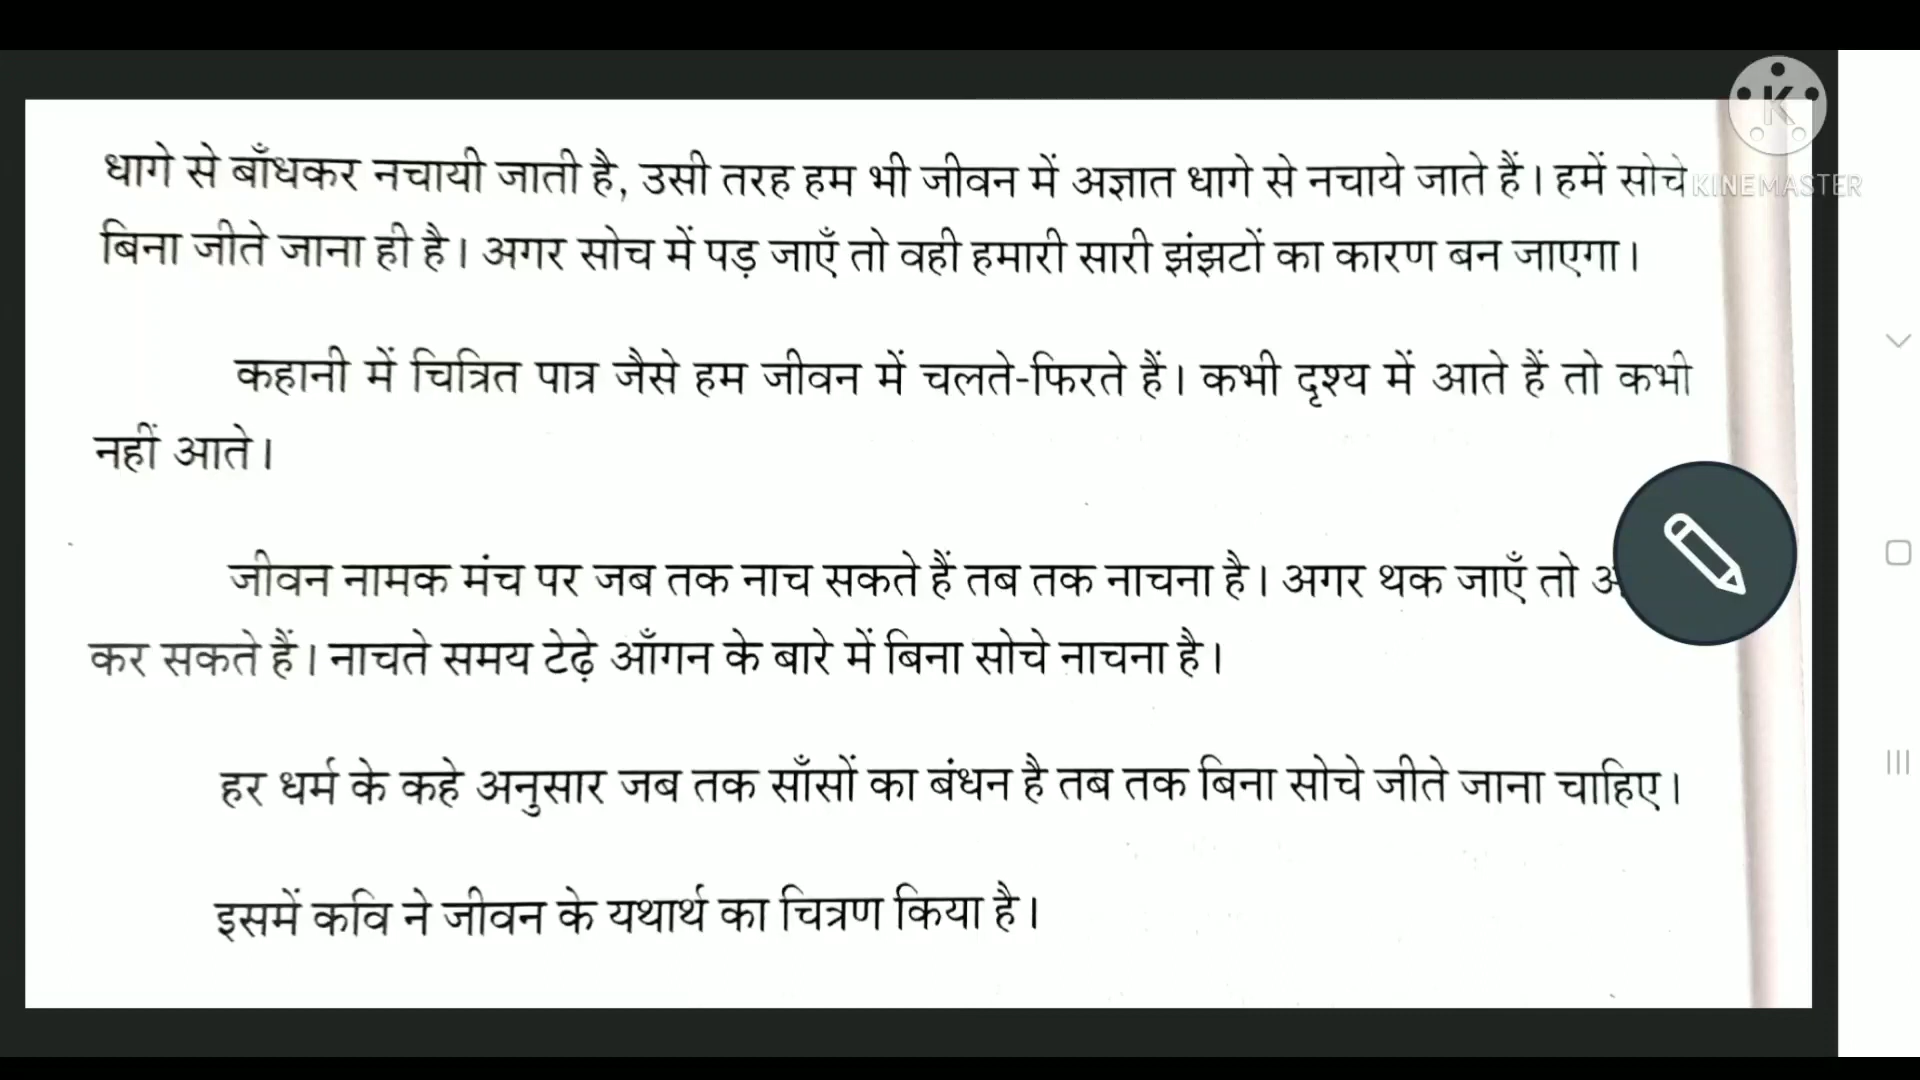 KINEMASTER
धागे से बाँधकर नचायी जाती है, उसी तरह हम भी जीवन में अज्ञात धागे से नचाये जाते हैं। हमें सोचे
बिना जीते जाना ही है। अगर सोच में पड़ जाएँ तो वही हमारी सारी झंझटों का कारण बन जाएगा।
कहानी में चित्रित पात्र जैसे हम जीवन में चलते-फिरते हैं। कभी दृश्य में आते हैं तो कभी
नहीं आते।
जीवन नामक मंच पर जब तक नाच सकते हैं तब तक नाचना है। अगर थक जाएँ तो
कर सकते हैं। नाचते समय टेढ़े आँगन के बारे में बिना सोचे नाचना है।
हर धर्म के कहे अनुसार जब तक साँसों का बंधन है तब तक बिना सोचे जीते जाना चाहिए।
इसमें कवि ने जीवन के यथार्थ का चित्रण किया है।